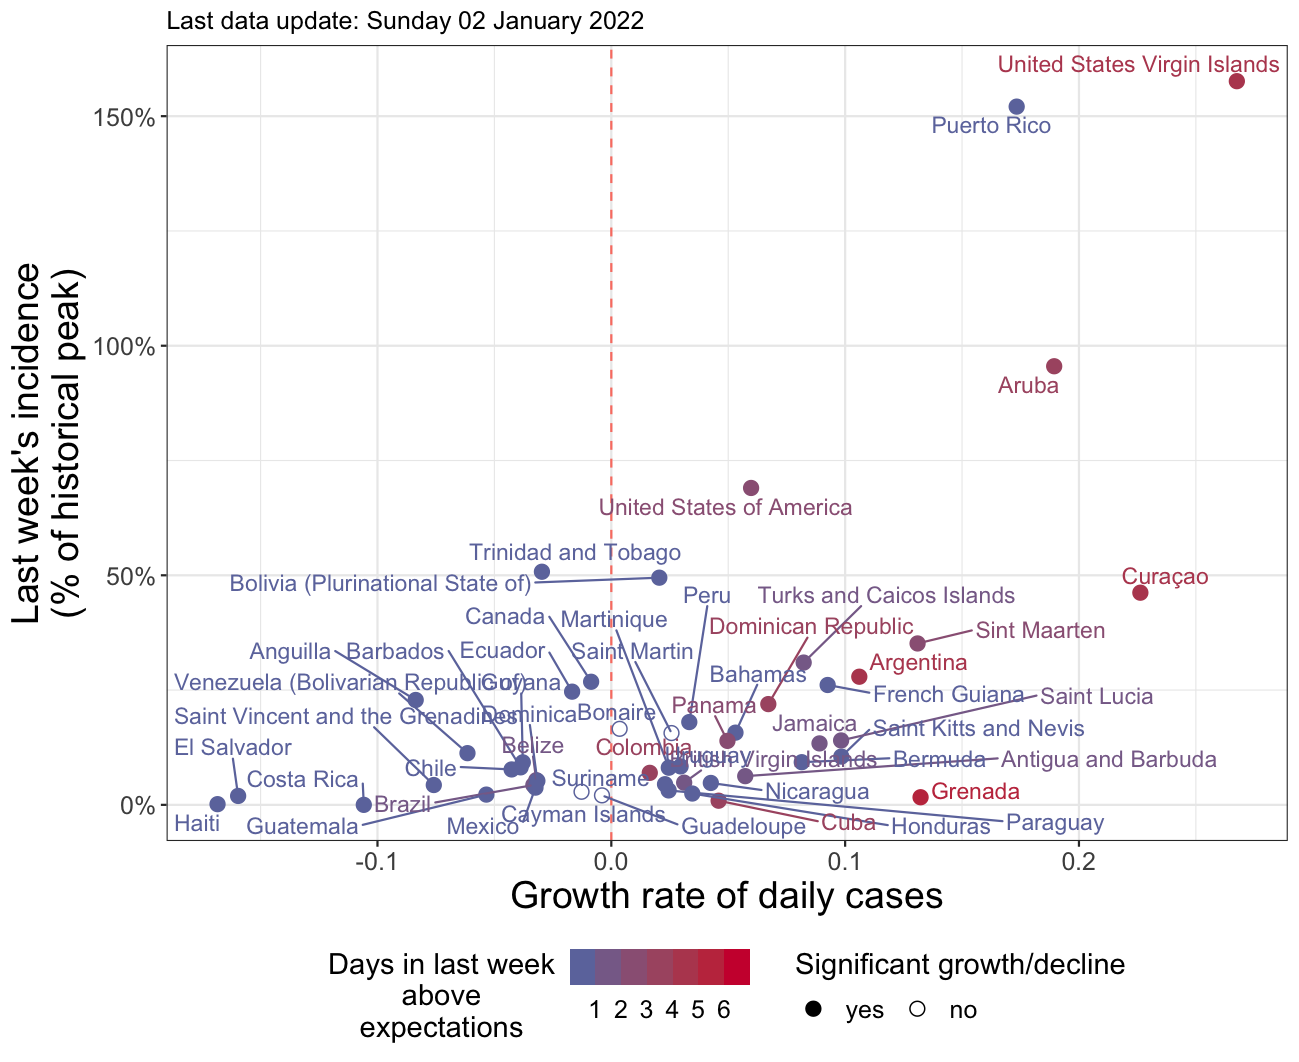 Last data update: Sunday 02 January 2022
Last week's incidence
(% of historical peak)
150%
100%
50%
0%
United States Virgin Islands
Puerto Rico
Aruba
United States of America
Trinidad and Tobago
Bolivia (Plurinational State of)
Curaçao
Peru
Turks and Caicos Islands
Canada
Martinique
Dominican Republic
Sint Maarten
Anguilla
Barbados
Ecuador
Saint Martin
Argentina
Bahamas
Venezuela (Bolivarian Republic of)
Guyana
French Guiana
Saint Lucia
Saint Vincent and the Grenadines
Dominica
Bonaire
Panama
Jamaica
Saint Kitts and Nevis
El Salvador
Belize
Colombia
Uruguay
British Virgin Islands
Bermuda
Antigua and Barbuda
Chile
Costa Rica
Suriname
Nicaragua
Grenada
Brazil
Haiti
Guatemala
Mexico
Cayman Islands
Guadeloupe
Cuba
Honduras
Paraguay
-0.1
0.0
0.1
0.2
Growth rate of daily cases
Days in last week
above
expectations
1 2 3 4 5 6
Significant growth/decline
yes
no